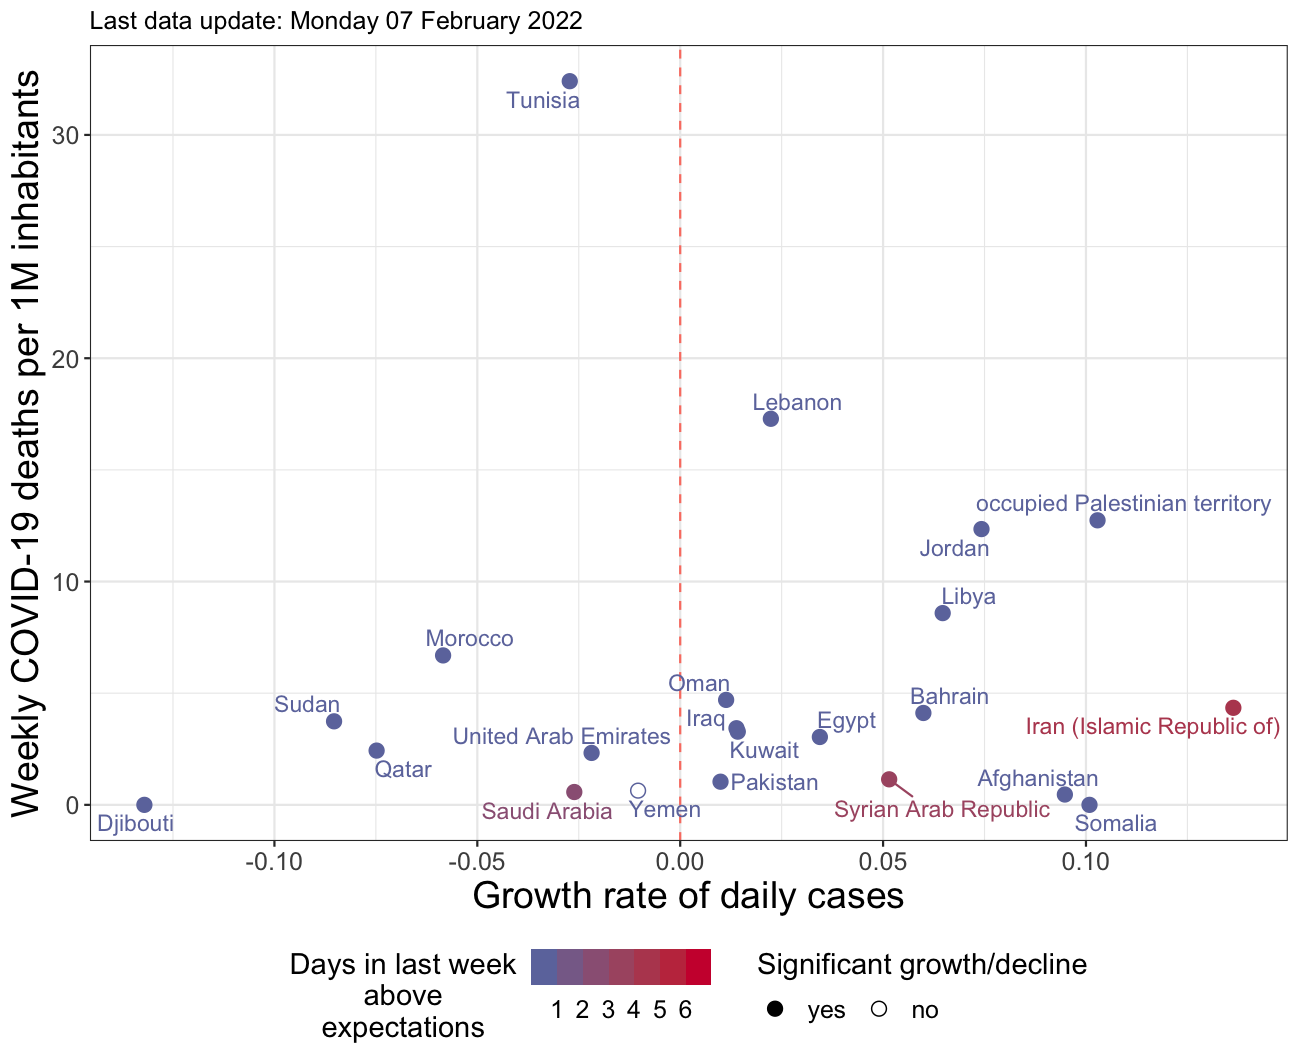 Last data update: Monday 07 February 2022
Weekly COVID-19 deaths per 1M inhabitants
30
20
10
0
Tunisia
Lebanon
occupied Palestinian territory
Jordan
Libya
Morocco
Oman
Bahrain
Sudan
Iraq
Egypt
Iran (Islamic Republic of)
United Arab Emirates
Kuwait
Qatar
Pakistan
Afghanistan
Saudi Arabia
Yemen
Syrian Arab Republic
Djibouti
Somalia
-0.10
-0.05
0.00
0.05
0.10
Growth rate of daily cases
Days in last week
above
expectations
1 2 3 4 5 6
Significant growth/decline
yes
no